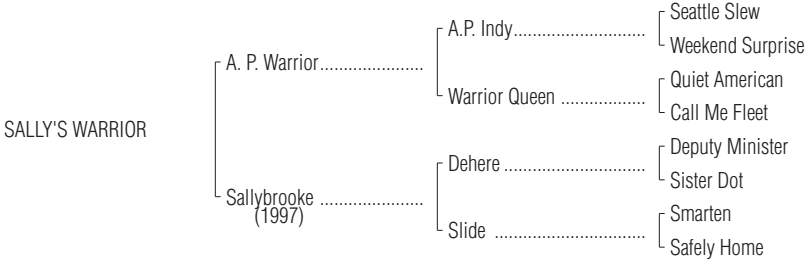 Seattle Slew
A.P. Indy..............................
Weekend Surprise
A. P. Warrior.......................
Quiet American
Warrior Queen ...................
Call Me Fleet
SALLY'S WARRIOR
Deputy Minister
Dehere ................................
Sister Dot
Sallybrooke .......................
(1997)
Smarten
Slide ..................................
Safely Home